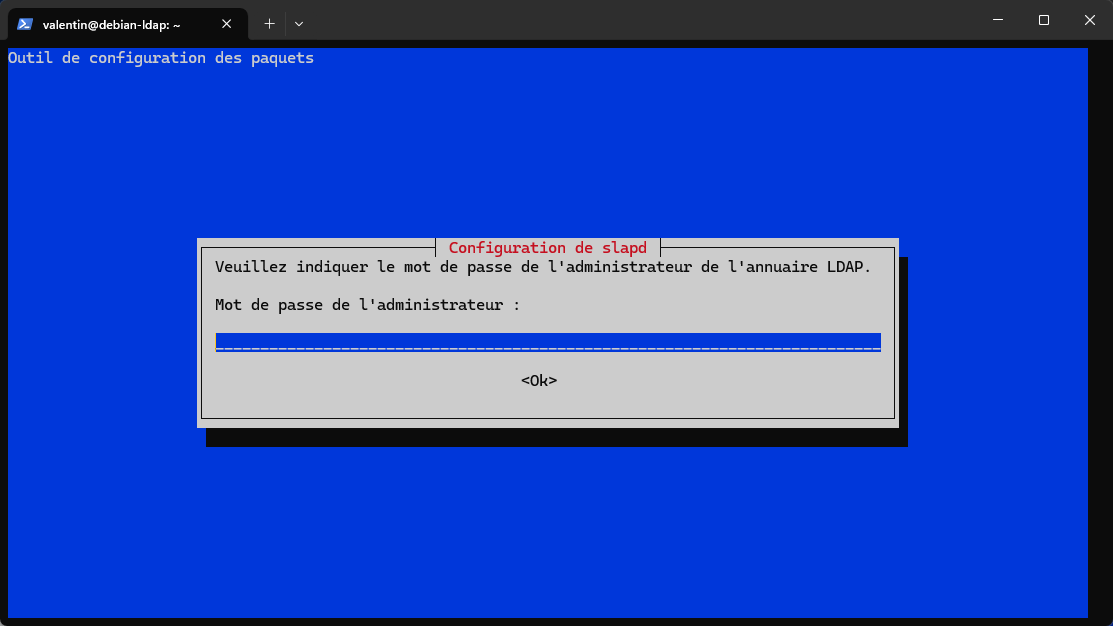 valentin@debian-ldap: ~
Outil de configuration des paquets
Configuration de slapd
Veuillez indiquer le mot de passe de l'administrateur de l'annuaire LDAP.
Mot de passe de l'administrateur :
<Ok>